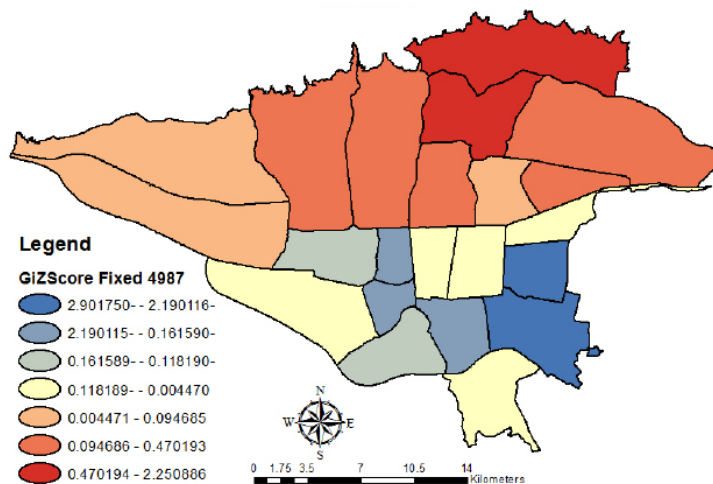 Legend
GiZScore Fixed 4987
2.901750- - 2.190116-
2.190115- - 0.161590-
0.161589- - 0.118190-
0.118189- - 0.004470
0.004471 - 0.094685
0.094686 - 0.470193
0.470194 - 2.250886
N
W E
S
0 1.75 3.5 7 10.5 14
Kilometers